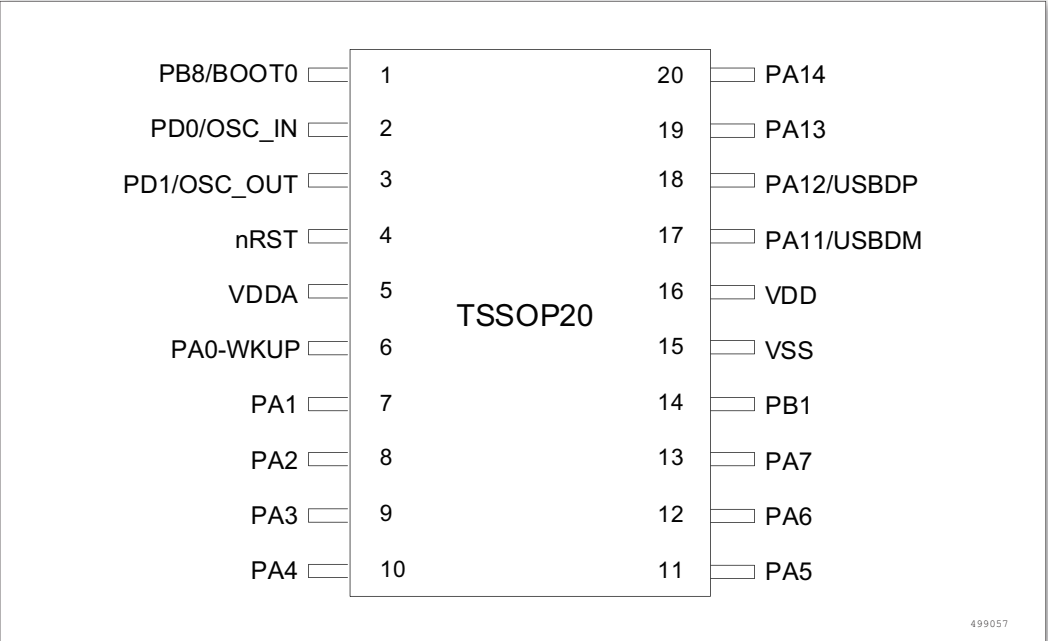 PB8/BOOT0 1 20 PA14
PD0/OSC_IN 2 19 PA13
PD1/OSC_OUT 3 18 PA12/USBDP
nRST 4 17 PA11/USBDM
VDDA 5 16 VDD
TSSOP20
PA0-WKUP 6 15 VSS
PA1 7 14 PB1
PA2 8 13 PA7
PA3 9 12 PA6
PA4 10 11 PA5
499057